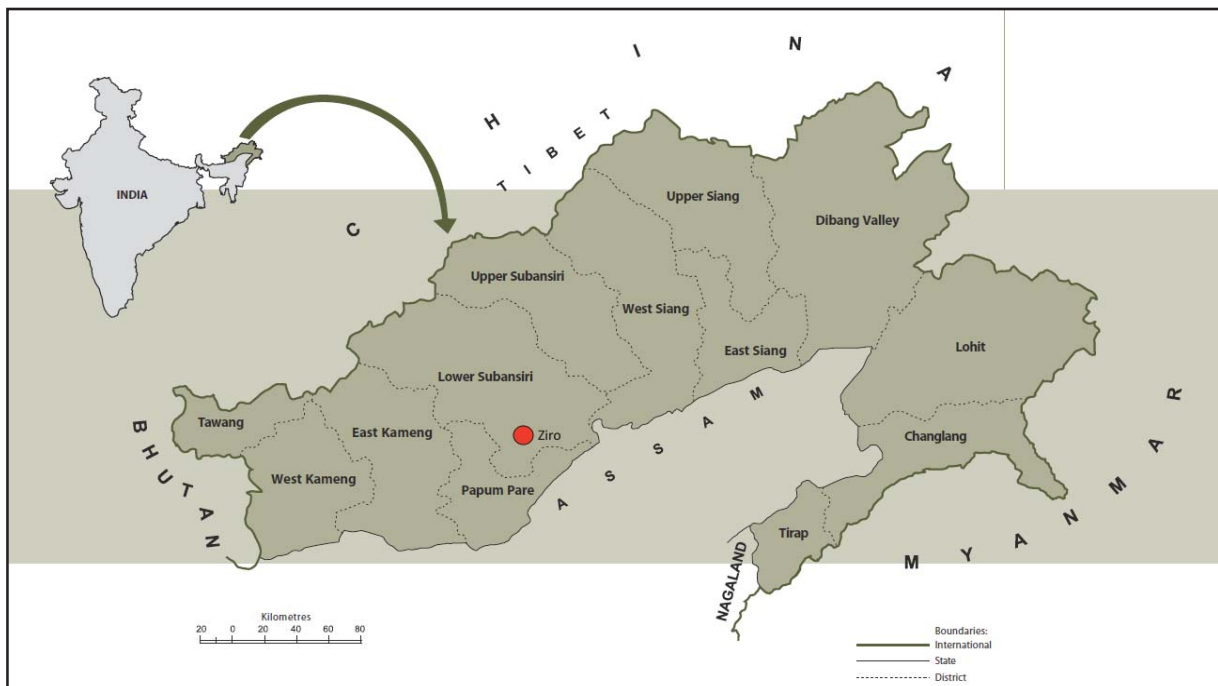 CHINA
TIBET
INDIA
Upper Siang
Dibang Valley
Upper Subansiri
West Siang
East Siang
Lohit
Lower Subansiri
Tawang
East Kameng
Ziro
Changlang
West Kameng
Papum Pare
Tirap
BHUTAN
ASSAM
NAGALAND
MYANMAR
Kilometres
20 0 20 40 60 80
Boundaries:
International
State
District